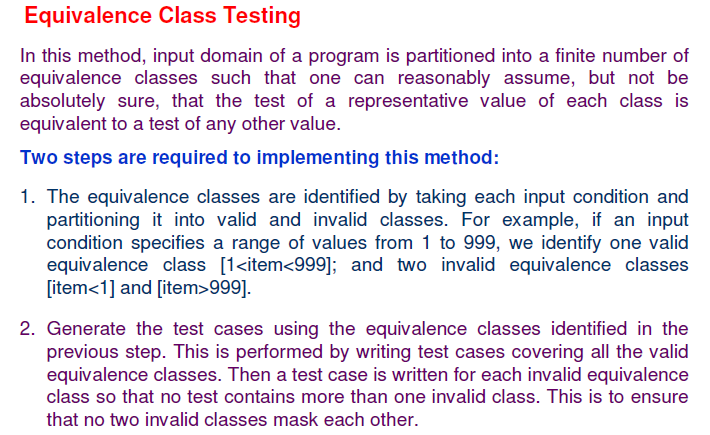 Equivalence Class Testing
In this method, input domain of a program is partitioned into a finite number of
equivalence classes such that one can reasonably assume, but not be
absolutely sure, that the test of a representative value of each class is
equivalent to a test of any other value.
Two steps are required to implementing this method:
1. The equivalence classes are identified by taking each input condition and
partitioning it into valid and invalid classes. For example, if an input
condition specifies a range of values from 1 to 999, we identify one valid
equivalence class [1<item<999]; and two invalid equivalence classes
[item<1] and [item>999].
2. Generate the test cases using the equivalence classes identified in the
previous step. This is performed by writing test cases covering all the valid
equivalence classes. Then a test case is written for each invalid equivalence
class so that no test contains more than one invalid class. This is to ensure
that no two invalid classes mask each other.